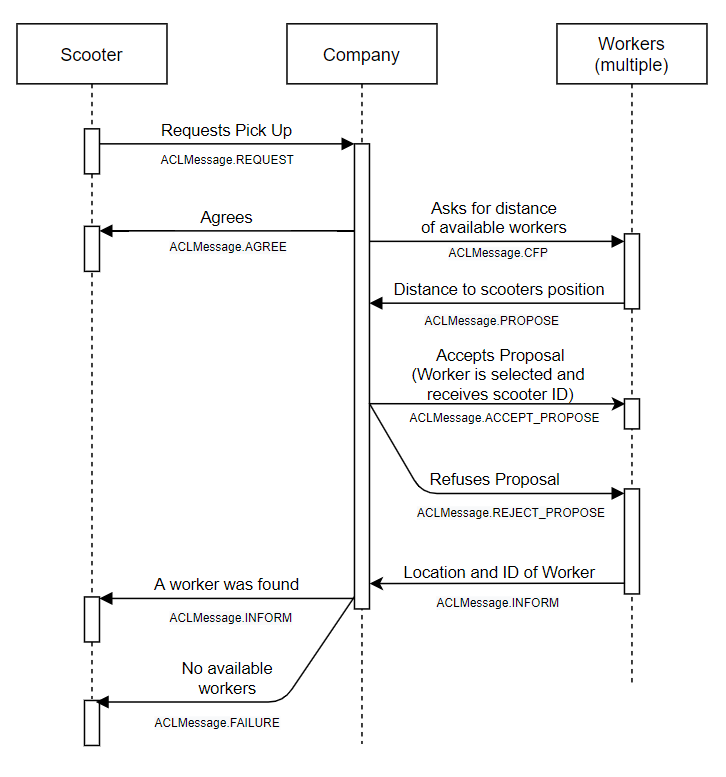 Scooter
Company
Workers
(multiple)
Requests Pick Up
ACLMessage.REQUEST
Agrees
ACLMessage.AGREE
Asks for distance
of available workers
ACLMessage.CFP
Distance to scooters position
ACLMessage.PROPOSE
Accepts Proposal
(Worker is selected and
receives scooter ID)
ACLMessage.ACCEPT_PROPOSE
Refuses Proposal
ACLMessage.REJECT_PROPOSE
Location and ID of Worker
ACLMessage.INFORM
A worker was found
ACLMessage.INFORM
No available
workers
ACLMessage.FAILURE